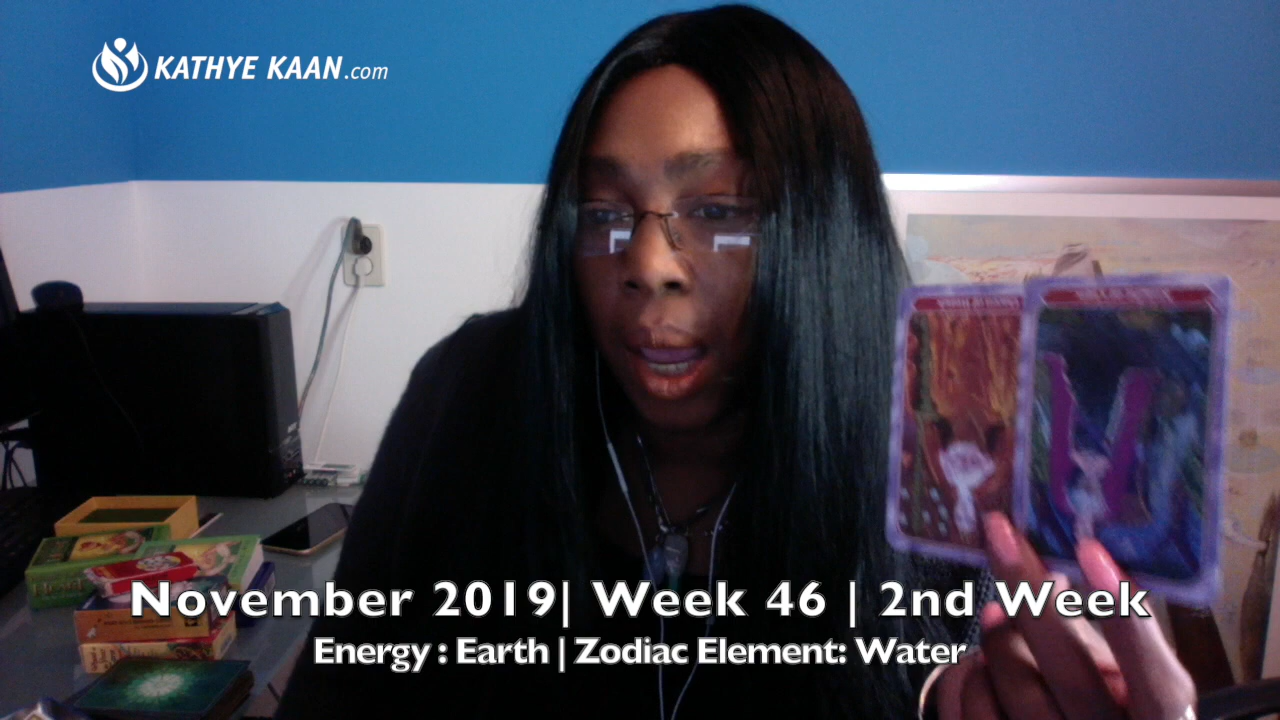 KATHYE KAAN.com
November 2019| Week 46 | 2nd Week
Energy : Earth | Zodiac Element: Water